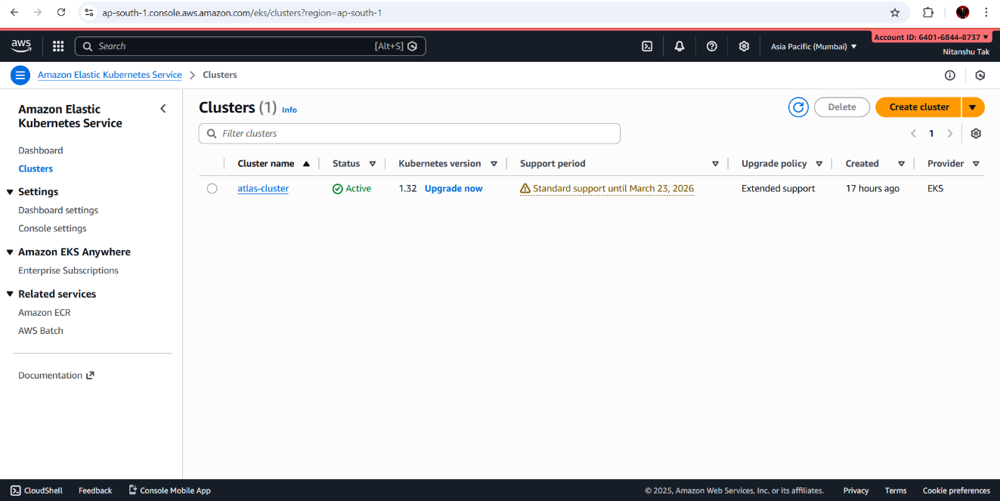 ap-south-1.console.aws.amazon.com/eks/clusters?region=ap-south-1
aws
Search [Alt+S]
Asia Pacific (Mumbai)
Account ID: 6401-6844-8737
Nitanshu Tak
Amazon Elastic Kubernetes Service > Clusters
Amazon Elastic
Kubernetes Service
Dashboard
Clusters
Settings
Dashboard settings
Console settings
Amazon EKS Anywhere
Enterprise Subscriptions
Related services
Amazon ECR
AWS Batch
Documentation
Clusters (1) Info
Delete
Create cluster
Filter clusters
1
Cluster name Status Kubernetes version Support period Upgrade policy Created Provider
atlas-cluster Active 1.32 Upgrade now Standard support until March 23, 2026 Extended support 17 hours ago EKS
CloudShell Feedback Console Mobile App © 2025, Amazon Web Services, Inc. or its affiliates. Privacy Terms Cookie preferences